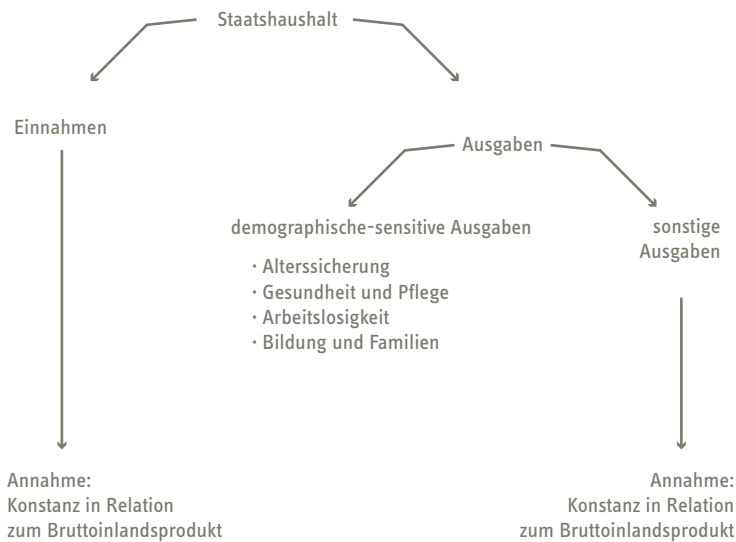 Staatshaushalt
Einnahmen
Ausgaben
demographische-sensitive Ausgaben
· Alterssicherung
· Gesundheit und Pflege
· Arbeitslosigkeit
· Bildung und Familien
sonstige
Ausgaben
Annahme:
Konstanz in Relation
zum Bruttoinlandsprodukt
Annahme:
Konstanz in Relation
zum Bruttoinlandsprodukt